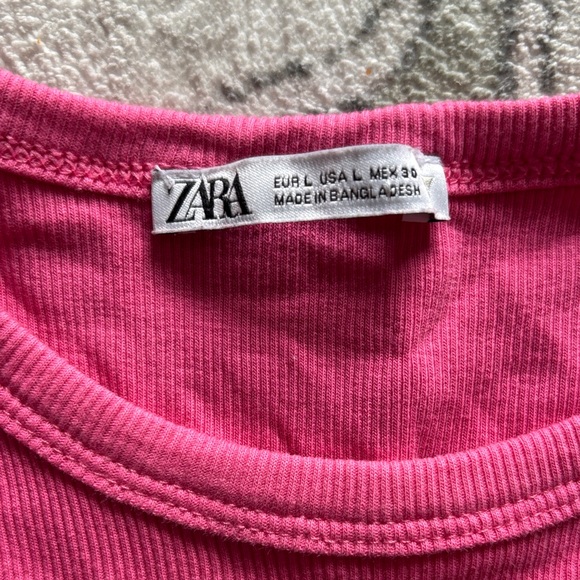 ZARA
EUR L USA L MEX 30
MADE IN BANGLADESH